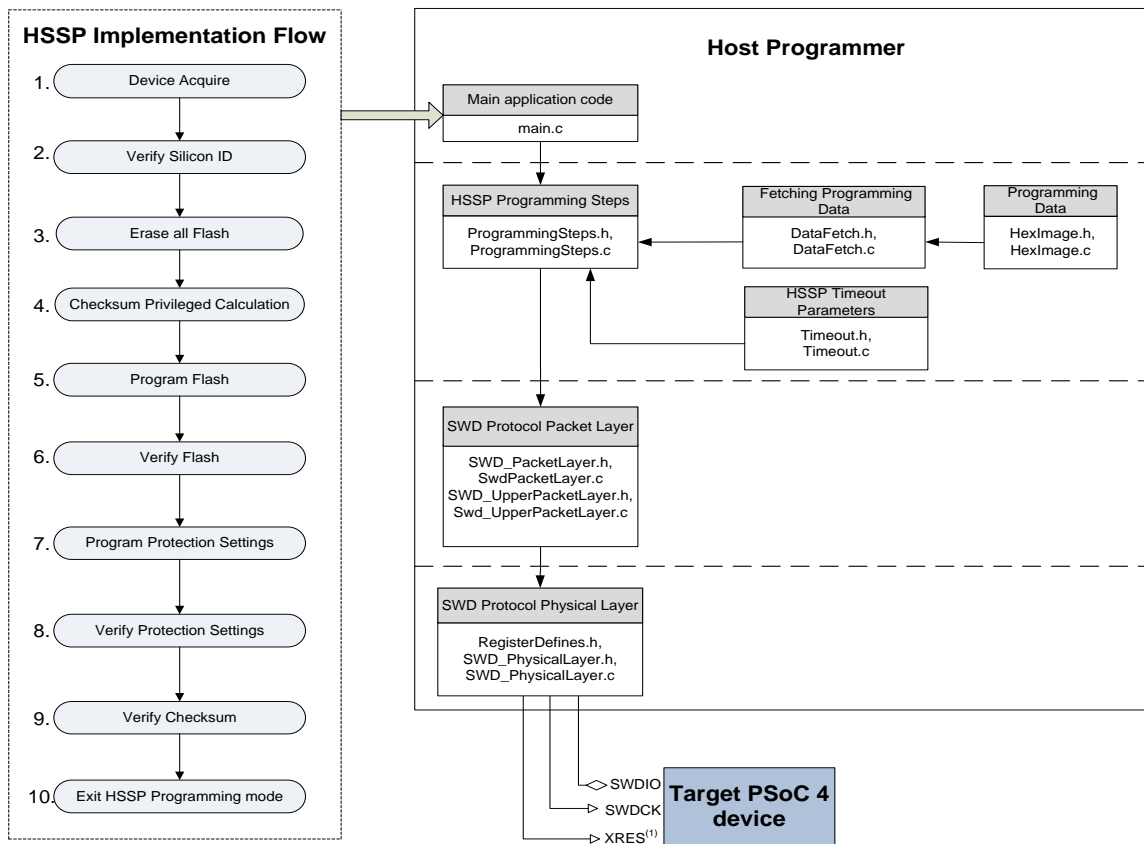 HSSP Implementation Flow
1. Device Acquire
2. Verify Silicon ID
3. Erase all Flash
4. Checksum Privileged Calculation
5. Program Flash
6. Verify Flash
7. Program Protection Settings
8. Verify Protection Settings
9. Verify Checksum
10. Exit HSSP Programming mode
Host Programmer
Main application code
main.c
HSSP Programming Steps
ProgrammingSteps.h,
ProgrammingSteps.c
Fetching Programming
Data
DataFetch.h,
DataFetch.c
Programming
Data
HexImage.h,
HexImage.c
HSSP Timeout
Parameters
Timeout.h,
Timeout.c
SWD Protocol Packet Layer
SWD_PacketLayer.h,
SwdPacketLayer.c
SWD_UpperPacketLayer.h,
Swd_UpperPacketLayer.c
SWD Protocol Physical Layer
RegisterDefines.h,
SWD_PhysicalLayer.h,
SWD_PhysicalLayer.c
SWDIO
SWDCK
XRES(1)
Target PSoC 4
device